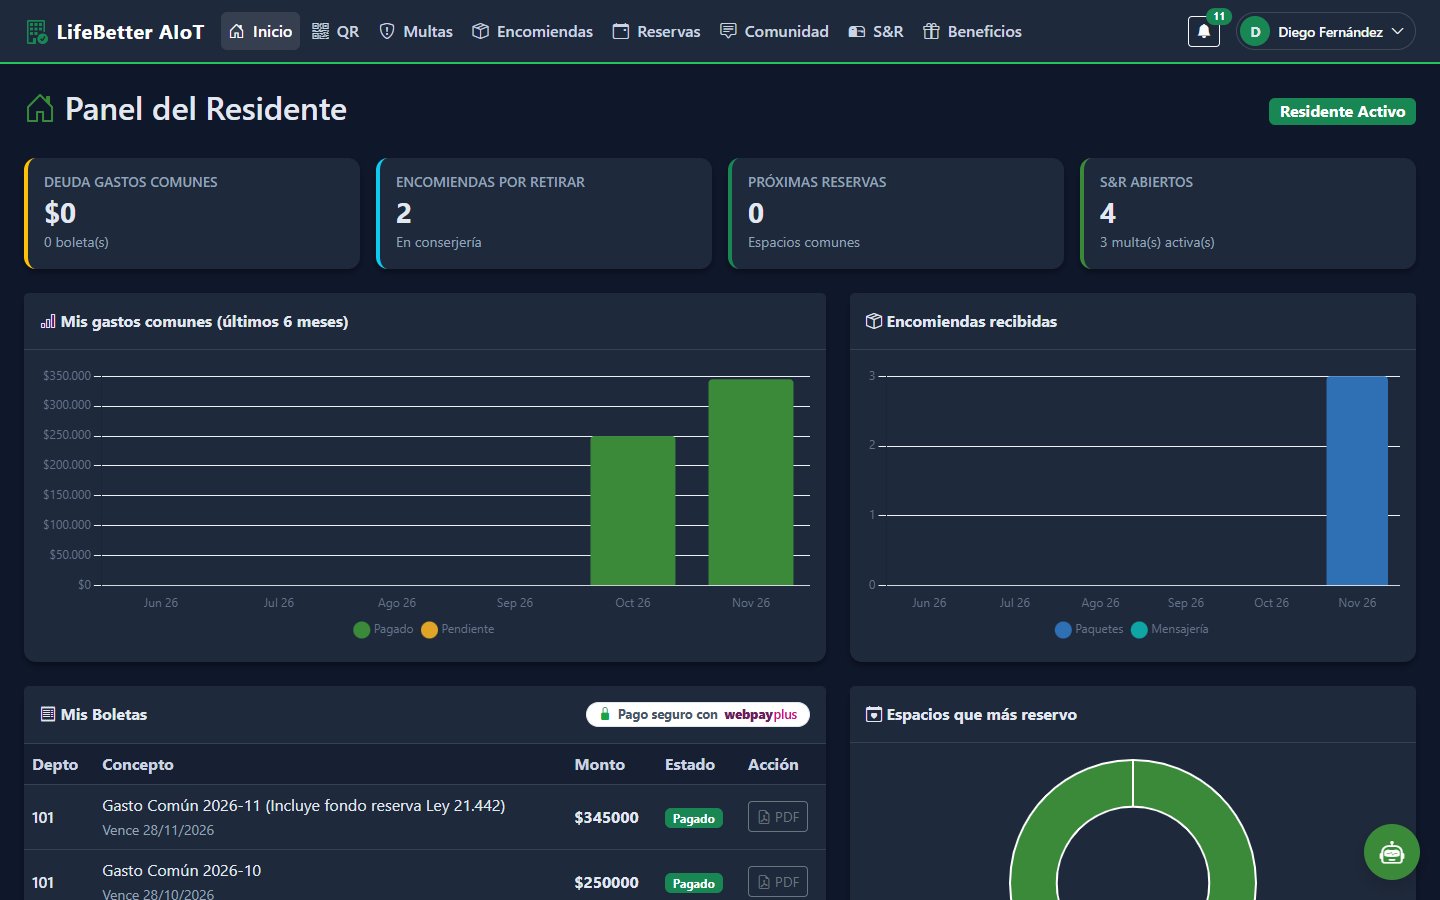 LifeBetter AIoT Inicio QR Multas Encomiendas Reservas Comunidad S&R Beneficios 11 D Diego Fernández
Panel del Residente
Residente Activo
DEUDA GASTOS COMUNES
$0
0 boleta(s)
ENCOMIENDAS POR RETIRAR
2
En conserjería
PRÓXIMAS RESERVAS
0
Espacios comunes
S&R ABIERTOS
4
3 multa(s) activa(s)
Mis gastos comunes (últimos 6 meses)
$350.000
$300.000
$250.000
$200.000
$150.000
$100.000
$50.000
$0
Jun 26 Jul 26 Ago 26 Sep 26 Oct 26 Nov 26
Pagado Pendiente
Encomiendas recibidas
3
2
1
0
Jun 26 Jul 26 Ago 26 Sep 26 Oct 26 Nov 26
Paquetes Mensajería
Mis Boletas
Pago seguro con webpayplus
Depto Concepto Monto Estado Acción
101 Gasto Común 2026-11 (Incluye fondo reserva Ley 21.442) $345000 Pagado PDF
Vence 28/11/2026
101 Gasto Común 2026-10 $250000 Pagado PDF
Vence 28/10/2026
Espacios que más reservo